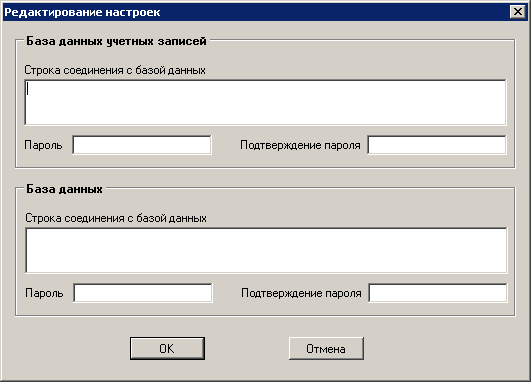 Редактирование настроек
База данных учетных записей
Строка соединения с базой данных
Пароль Подтверждение пароля
База данных
Строка соединения с базой данных
Пароль Подтверждение пароля
OK Отмена